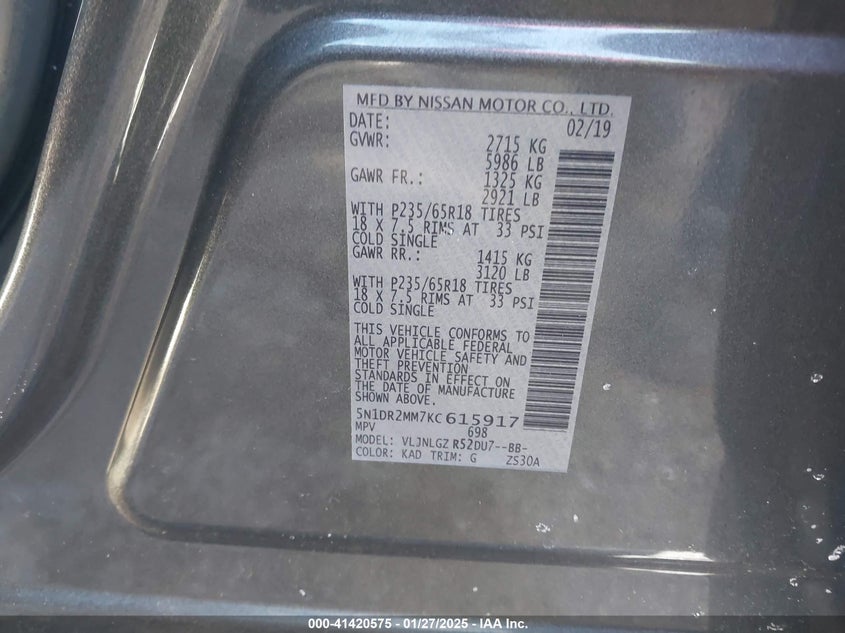 MFD BY NISSAN MOTOR CO., LTD.
DATE: 02/19
GVWR: 2715 KG
5986 LB
GAWR FR.: 1325 KG
2921 LB
WITH P235/65R18 TIRES
18 X 7.5 RIMS AT 33 PSI
COLD SINGLE
GAWR RR.: 1415 KG
3120 LB
WITH P235/65R18 TIRES
18 X 7.5 RIMS AT 33 PSI
COLD SINGLE
THIS VEHICLE CONFORMS TO
ALL APPLICABLE FEDERAL
MOTOR VEHICLE SAFETY AND
THEFT PREVENTION
STANDARDS IN EFFECT ON
THE DATE OF MANUFACTURE
SHOWN ABOVE.
5N1DR2MM7KC615917
MPV 698
MODEL: VLJNLGZ R52DU7--BB-
COLOR: KAD TRIM: G ZS30A
000-41420575 — 01/27/2025 — IAA Inc.